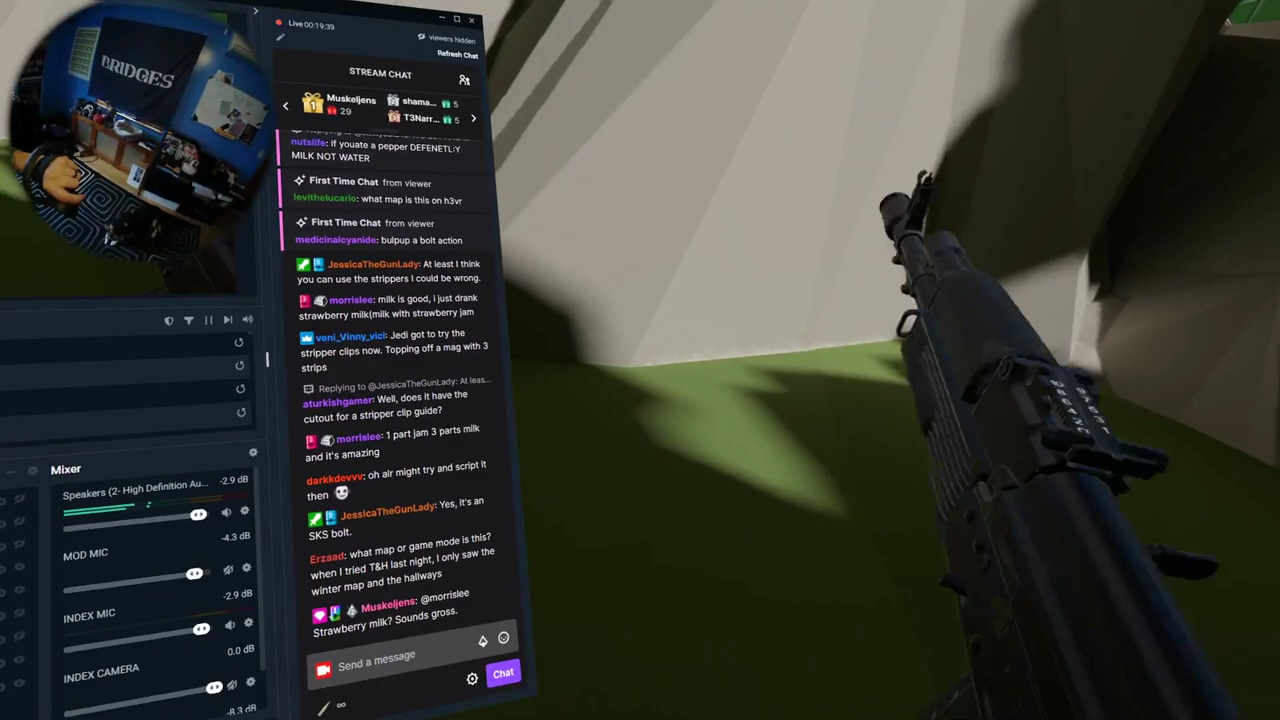 BRIDGES
Live 00:19:39
viewers hidden
Refresh Chat
STREAM CHAT
1 Muskeljens
29
shama... 5
T3Narr... 5
nutslife: if youate a pepper DEFENETL:Y
MILK NOT WATER
First Time Chat from viewer
levithelucario: what map is this on h3vr
First Time Chat from viewer
medicinalcyanide: bulpup a bolt action
JessicaTheGunLady: At least I think
you can use the strippers I could be wrong.
morrislee: milk is good, I just drank
strawberry milk(milk with strawberry jam
veni_Vinny_vici: Jedi got to try the
stripper clips now. Topping off a mag with 3
strips
Replying to @JessicaTheGunLady: At leas...
aturkishgamer: Well, does it have the
cutout for a stripper clip guide?
morrislee: 1 part jam 3 parts milk
and it's amazing
darkkdevvv: oh alr might try and script it
then
JessicaTheGunLady: Yes, It's an
SKS bolt.
Erzaad: what map or game mode is this?
when I tried T&H last night, I only saw the
winter map and the hallways
Muskeljens: @morrislee
Strawberry milk? Sounds gross.
Send a message
Chat
Mixer
Speakers (2- High Definition Au... -2.9 dB
MOD MIC -4.3 dB
INDEX MIC -2.9 dB
INDEX CAMERA 0.0 dB
-8.3 dB